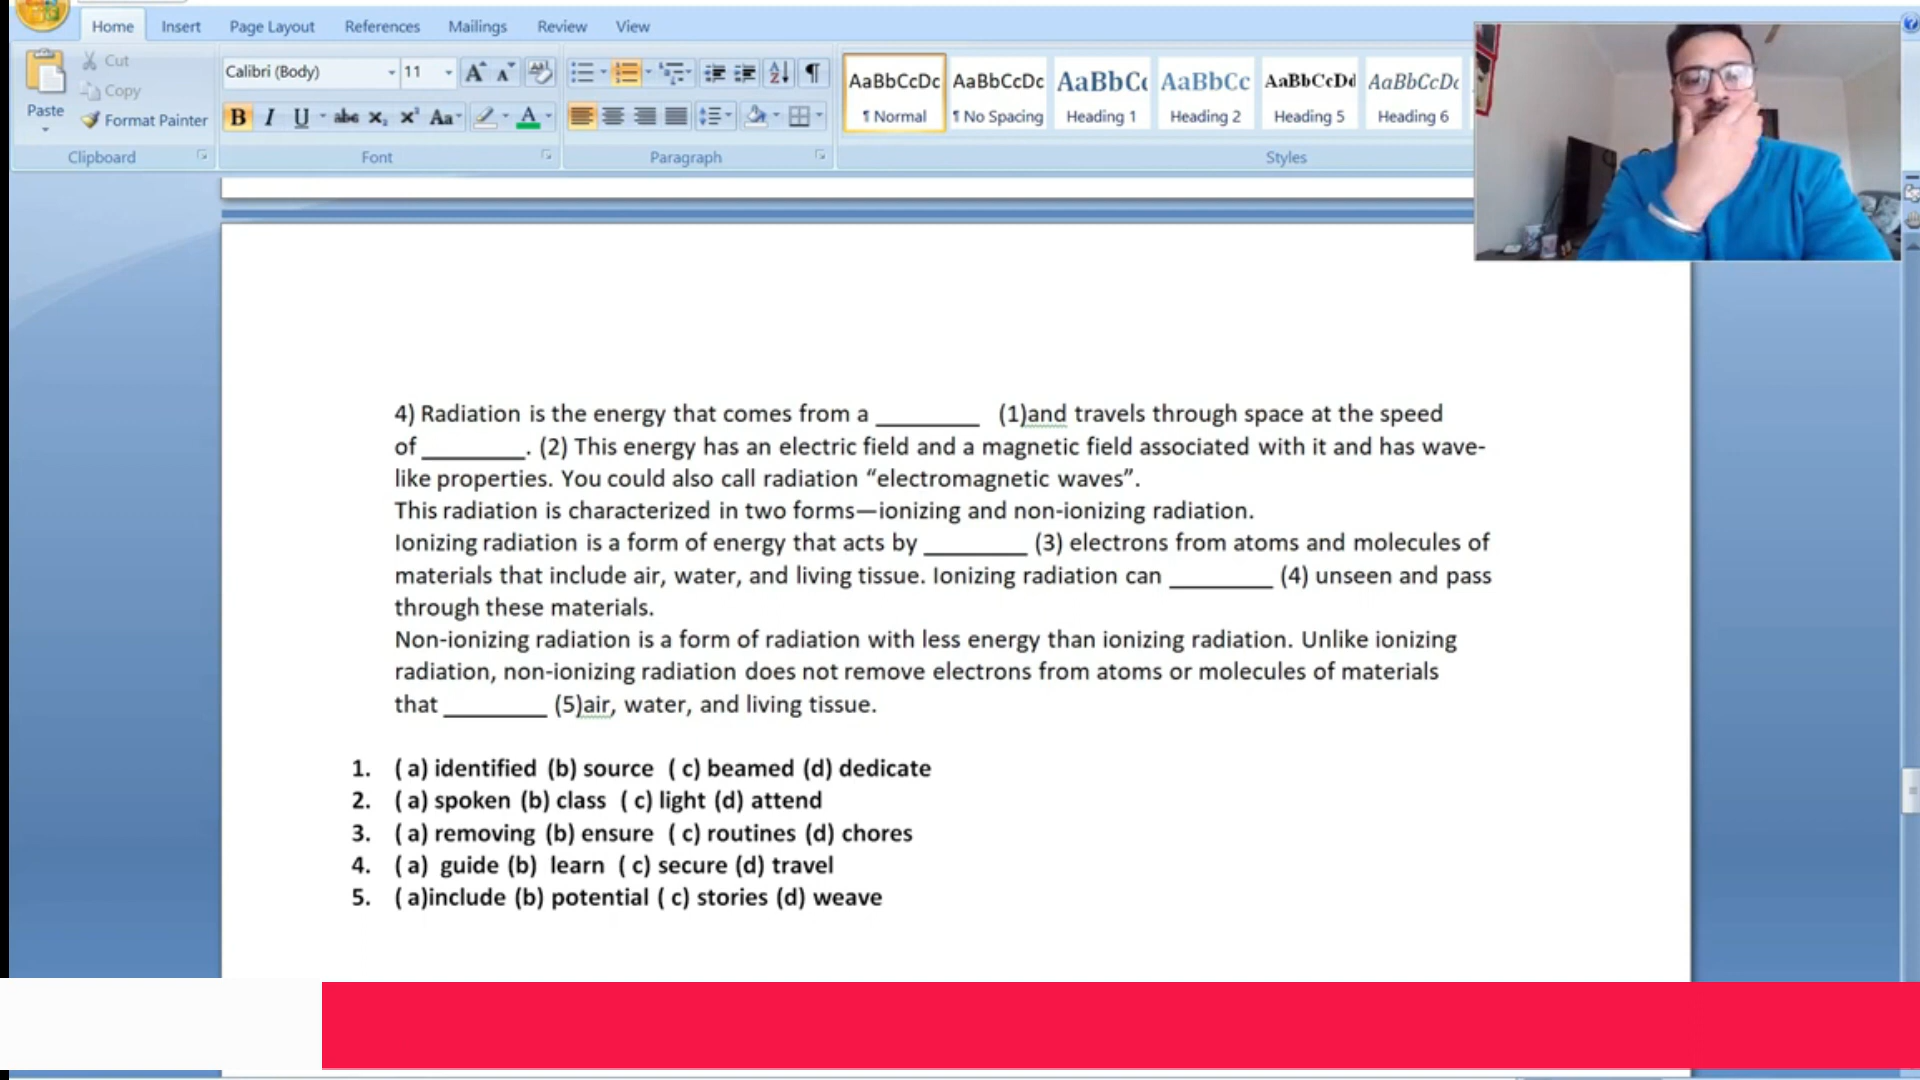 Home Insert Page Layout References Mailings Review View
Cut
Copy
Format Painter
Paste
Calibri (Body) 11
B I U abc x₂ x² Aa A
AaBbCcDc AaBbCcDc AaBbC AaBbCc AaBbCcDd AaBbCcDc
¶ Normal ¶ No Spacing Heading 1 Heading 2 Heading 5 Heading 6
Clipboard Font Paragraph Styles
4) Radiation is the energy that comes from a ________ (1)and travels through space at the speed
of ________. (2) This energy has an electric field and a magnetic field associated with it and has wave-
like properties. You could also call radiation “electromagnetic waves”.
This radiation is characterized in two forms—ionizing and non-ionizing radiation.
Ionizing radiation is a form of energy that acts by ________ (3) electrons from atoms and molecules of
materials that include air, water, and living tissue. Ionizing radiation can ________ (4) unseen and pass
through these materials.
Non-ionizing radiation is a form of radiation with less energy than ionizing radiation. Unlike ionizing
radiation, non-ionizing radiation does not remove electrons from atoms or molecules of materials
that ________ (5)air, water, and living tissue.
1. ( a) identified (b) source ( c) beamed (d) dedicate
2. ( a) spoken (b) class ( c) light (d) attend
3. ( a) removing (b) ensure ( c) routines (d) chores
4. ( a) guide (b) learn ( c) secure (d) travel
5. ( a)include (b) potential ( c) stories (d) weave